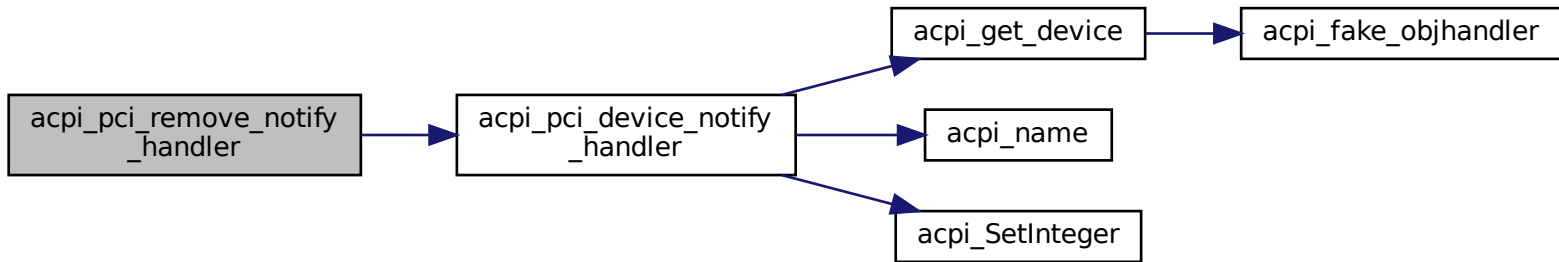 acpi_pci_remove_notify
_handler
acpi_pci_device_notify
_handler
acpi_get_device
acpi_fake_objhandler
acpi_name
acpi_SetInteger